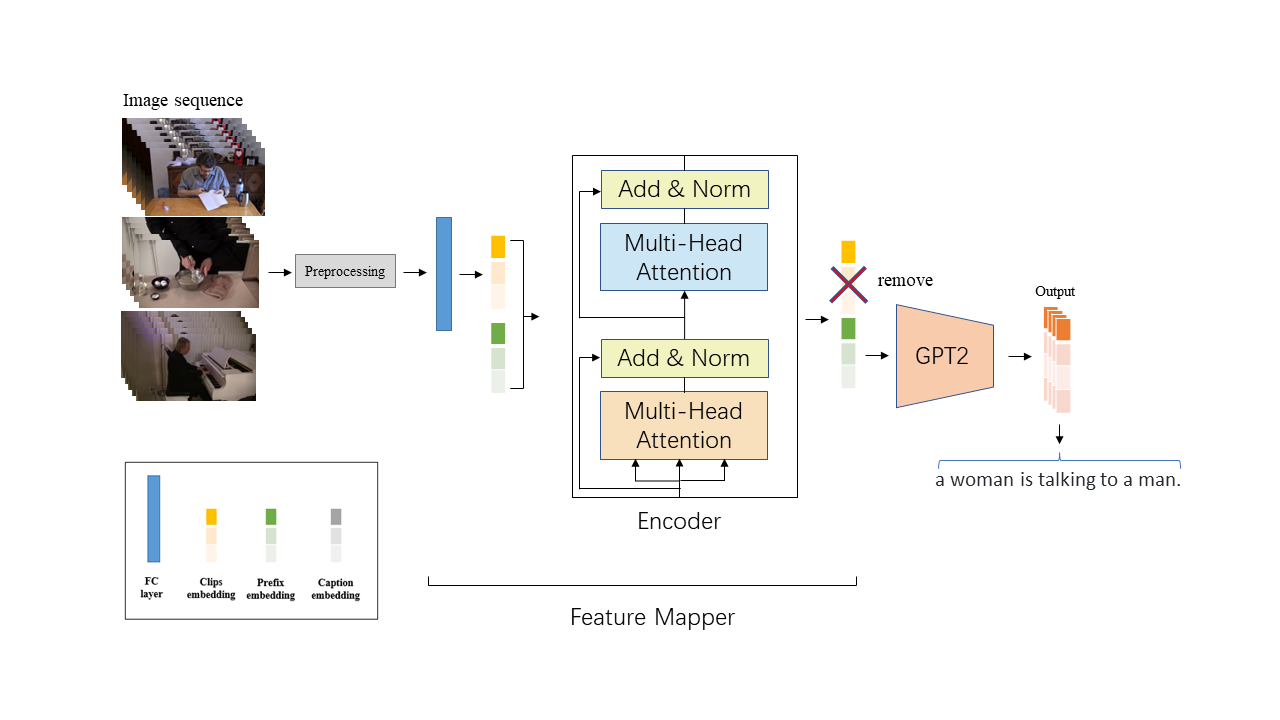 Image sequence
Preprocessing
Add & Norm
Multi-Head
Attention
Add & Norm
Multi-Head
Attention
Encoder
remove
GPT2
Output
a woman is talking to a man.
FC
layer
Clips
embedding
Prefix
embedding
Caption
embedding
Feature Mapper